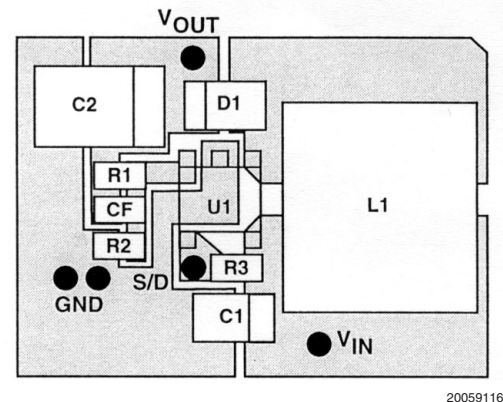 VOUT
C2
D1
R1
CF
U1
L1
R2
R3
S/D
GND
C1
VIN
20059116